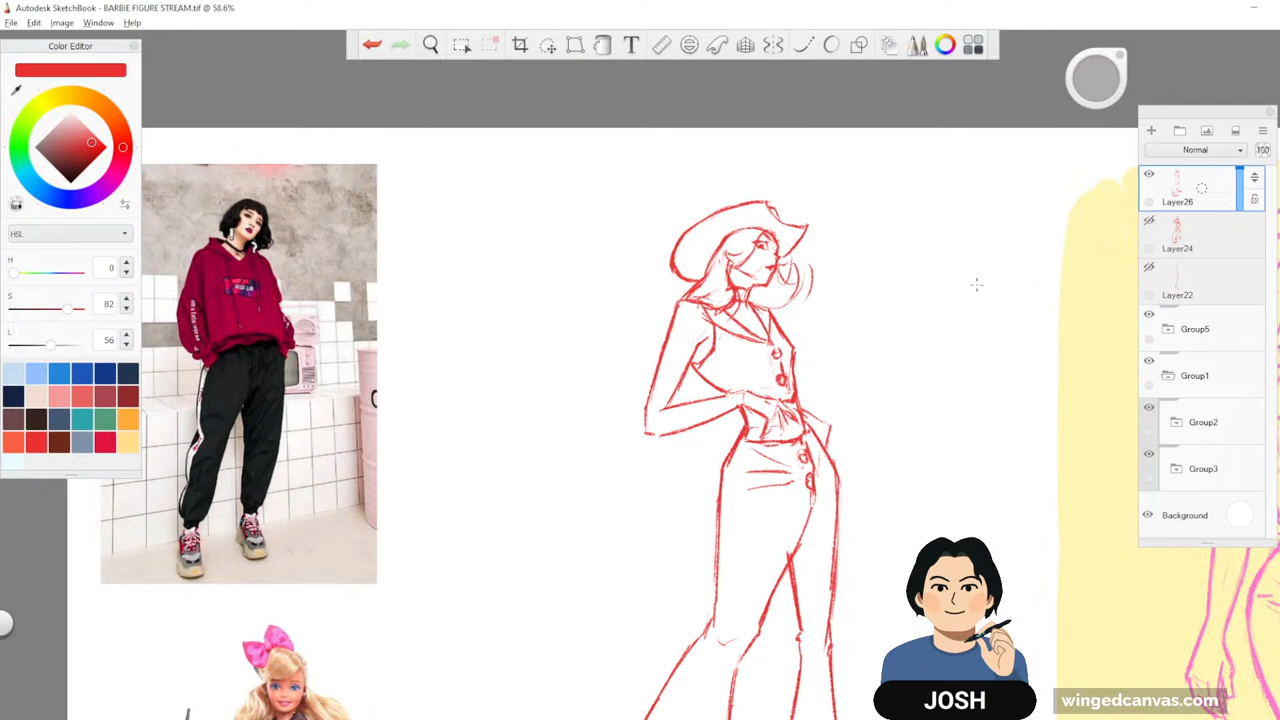 Autodesk SketchBook - BARBIE FIGURE STREAM.tif @ 58.6%
File Edit Image Window Help
Color Editor
HSL
H 0
S 82
L 56
T
Normal
100
Layer26
Layer24
Layer22
Group5
Group1
Group2
Group3
Background
JOSH
wingedcanvas.com